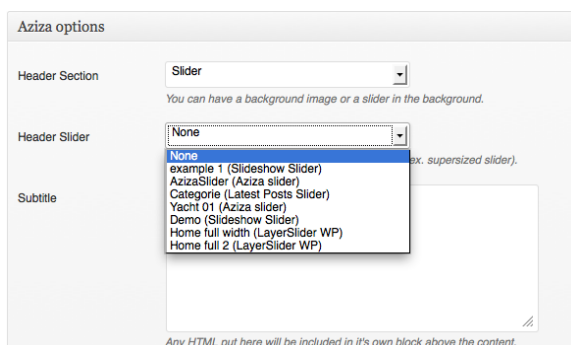 Aziza options
Header Section
Slider
You can have a background image or a slider in the background.
Header Slider
None
ex. supersized slider).
None
example 1 (Slideshow Slider)
AzizaSlider (Aziza slider)
Categorie (Latest Posts Slider)
Yacht 01 (Aziza slider)
Demo (Slideshow Slider)
Home full width (LayerSlider WP)
Home full 2 (LayerSlider WP)
Subtitle
Any HTML put here will be included in it's own block above the content.